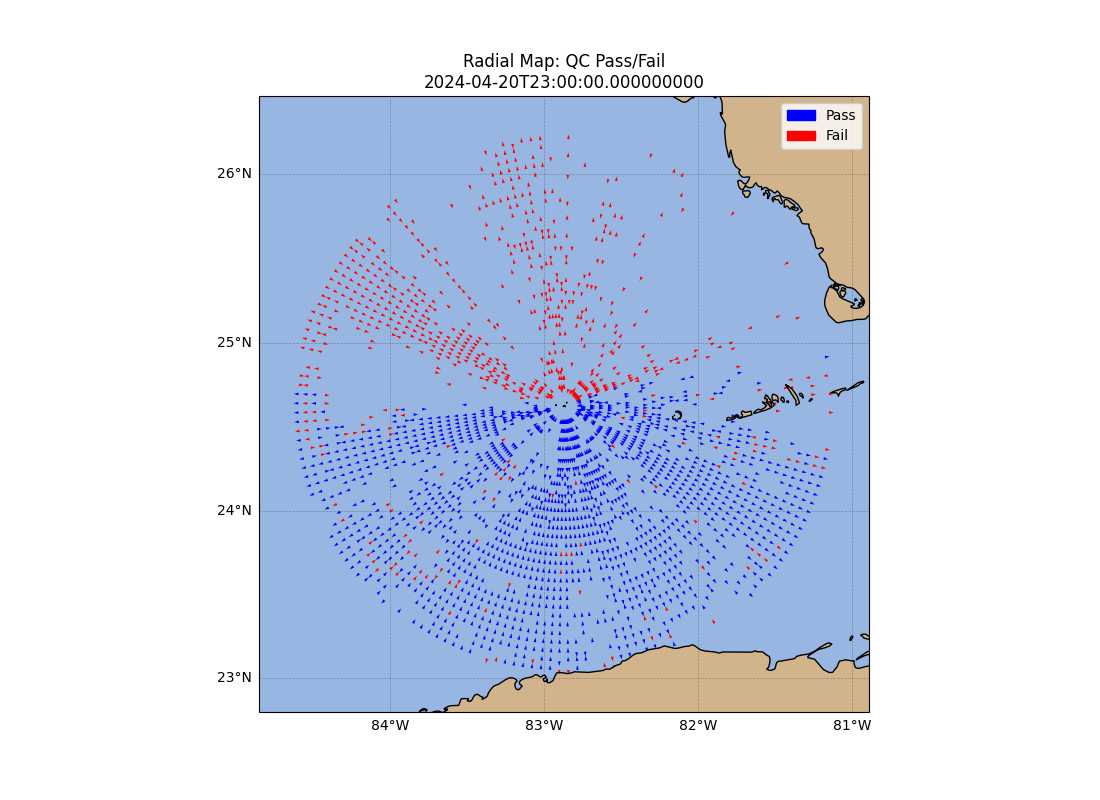 Radial Map: QC Pass/Fail
2024-04-20T23:00:00.000000000
Pass
Fail
26°N
25°N
24°N
23°N
84°W 83°W 82°W 81°W